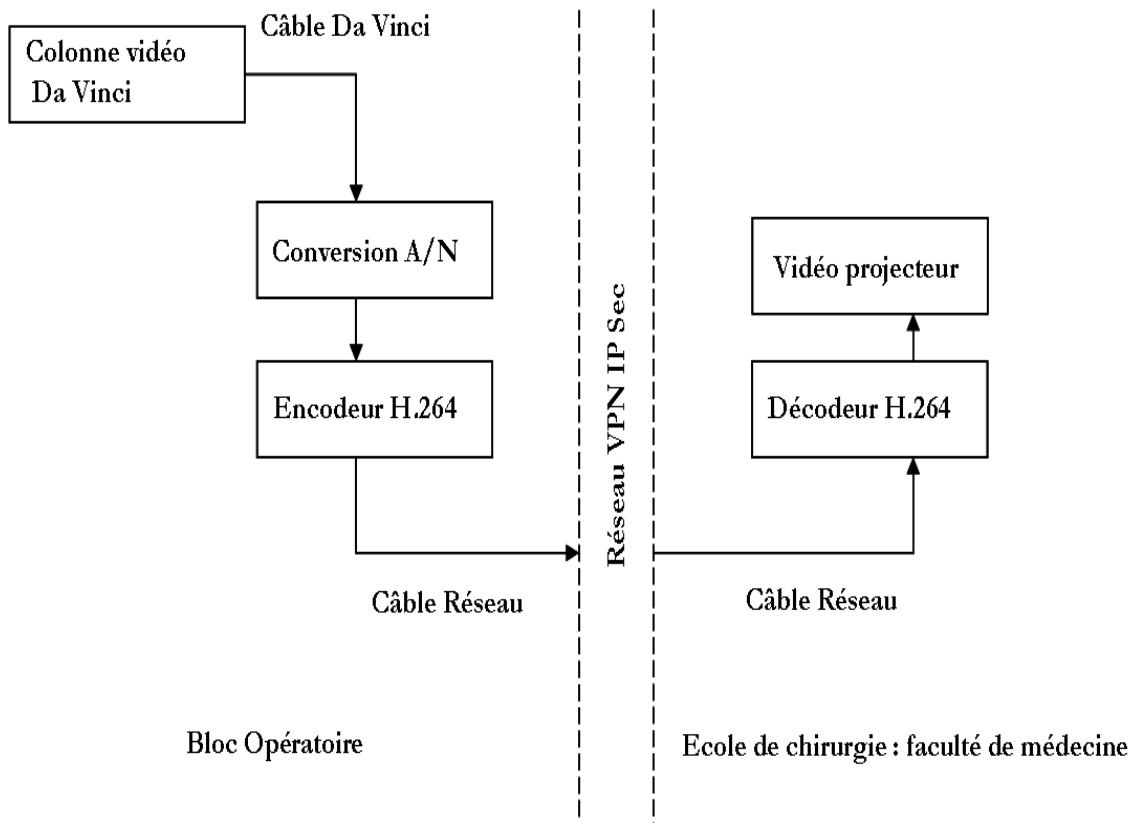 Câble Da Vinci
Colonne vidéo
Da Vinci
Conversion A/N
Encodeur H.264
Câble Réseau
Bloc Opératoire
Réseau VPN IP Sec
Vidéo projecteur
Décodeur H.264
Câble Réseau
Ecole de chirurgie : faculté de médecine